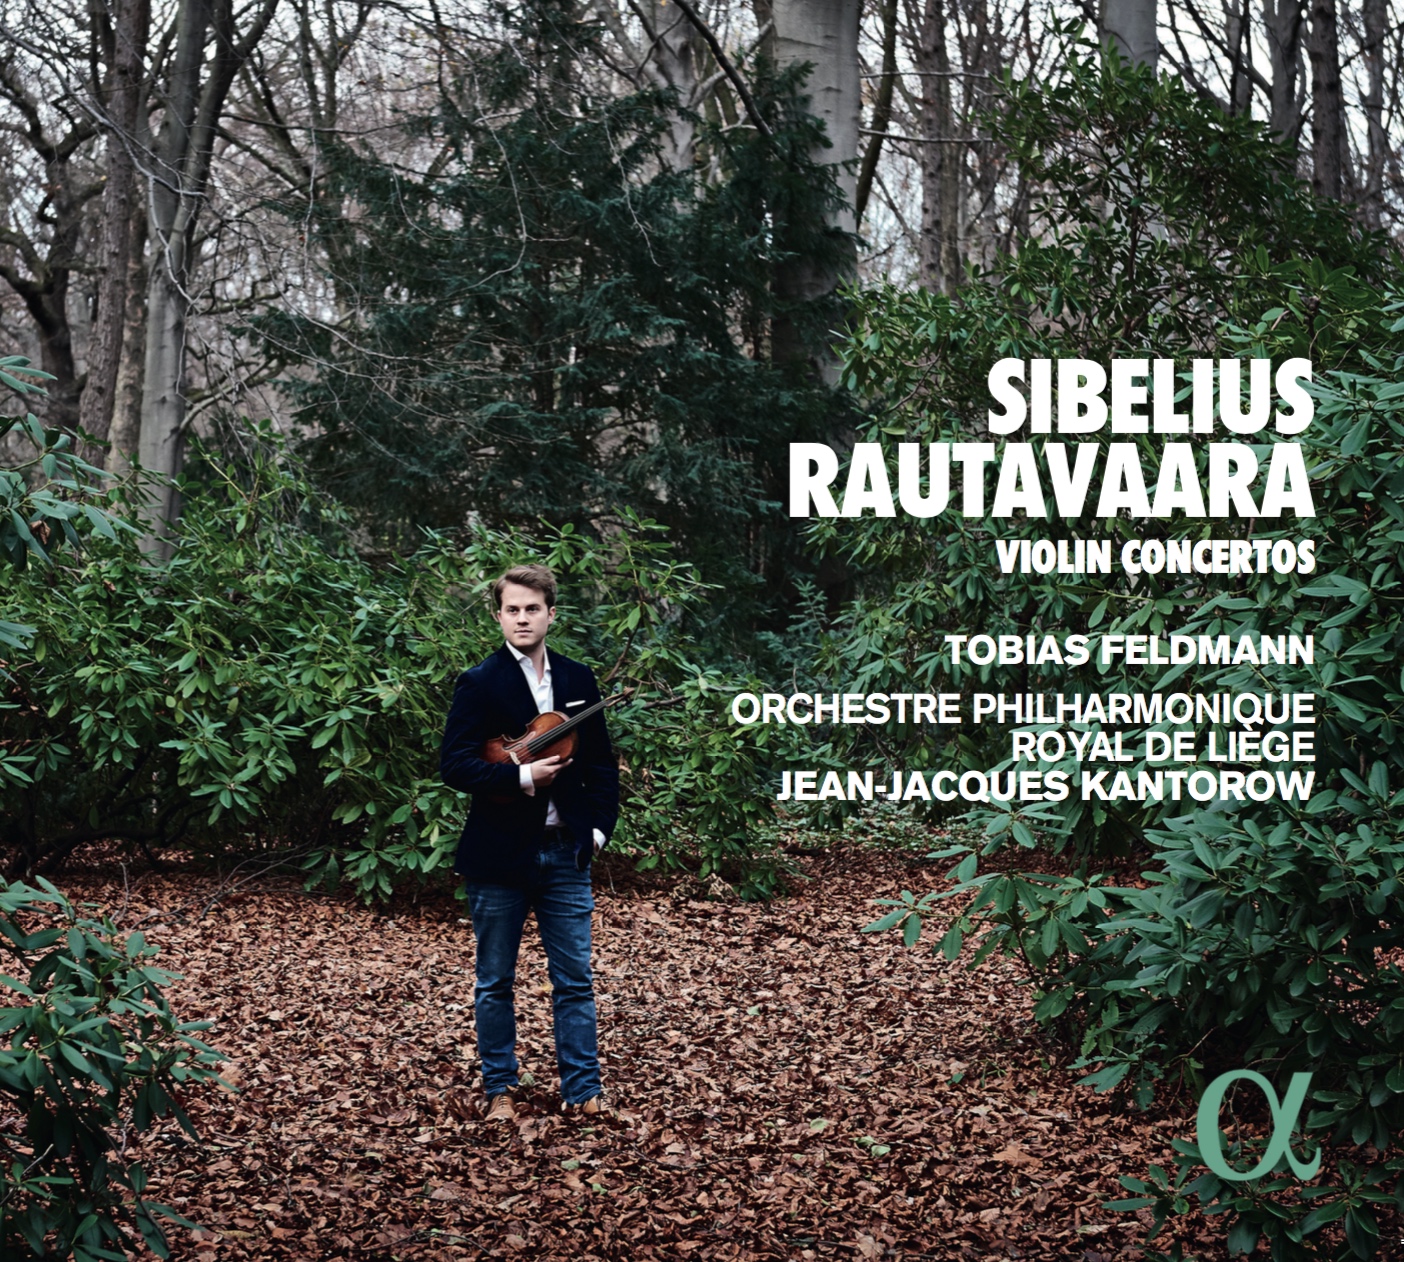 SIBELIUS
RAUTAVAARA
VIOLIN CONCERTOS
TOBIAS FELDMANN
ORCHESTRE PHILHARMONIQUE
ROYAL DE LIÈGE
JEAN-JACQUES KANTOROW
α